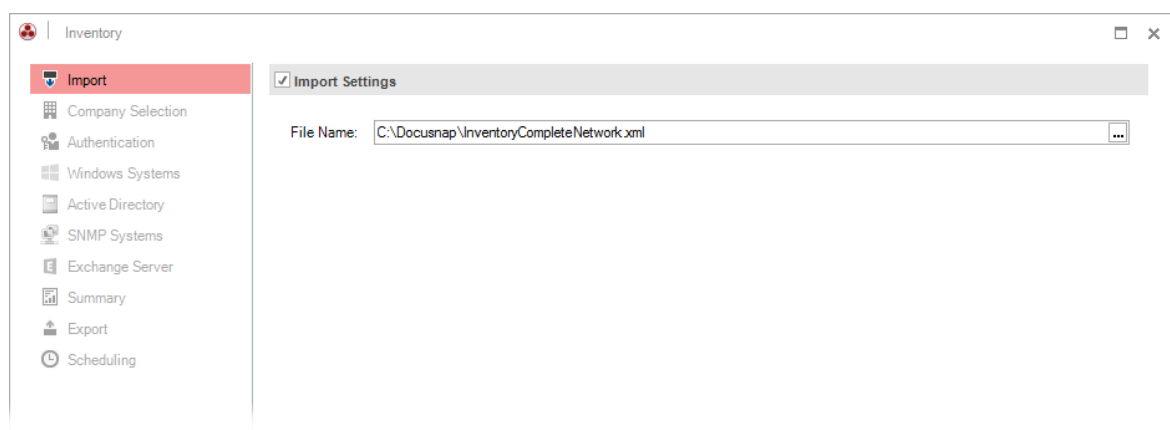 Inventory
Import
Company Selection
Authentication
Windows Systems
Active Directory
SNMP Systems
Exchange Server
Summary
Export
Scheduling
Import Settings
File Name: C:\Docusnap\InventoryCompleteNetwork.xml ...